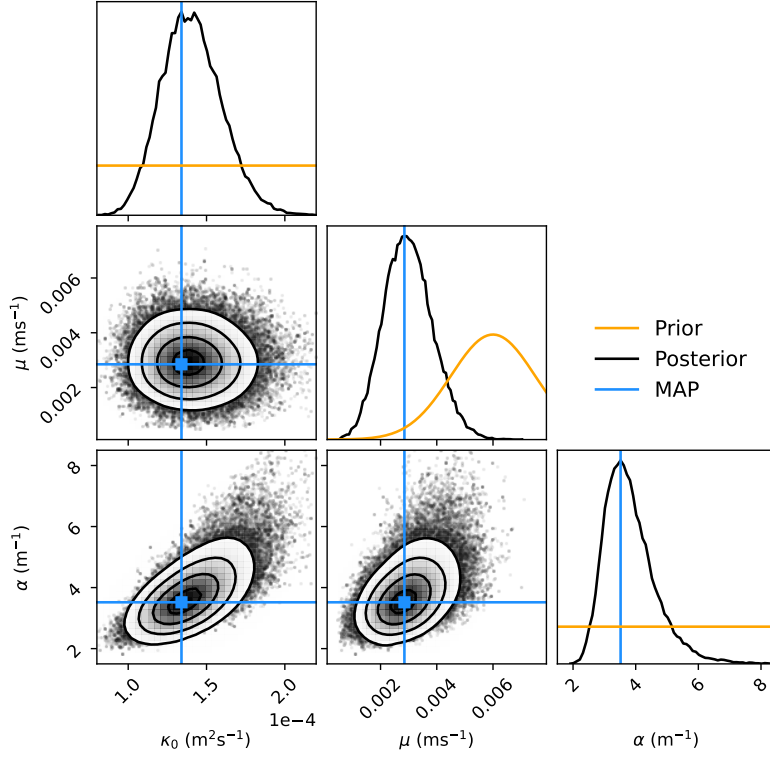 μ (ms⁻¹)
0.006
0.004
0.002
Prior
Posterior
MAP
α (m⁻¹)
8
6
4
2
1.0 1.5 2.0
1e−4
κ₀ (m²s⁻¹)
0.002 0.004 0.006
μ (ms⁻¹)
2 4 6 8
α (m⁻¹)